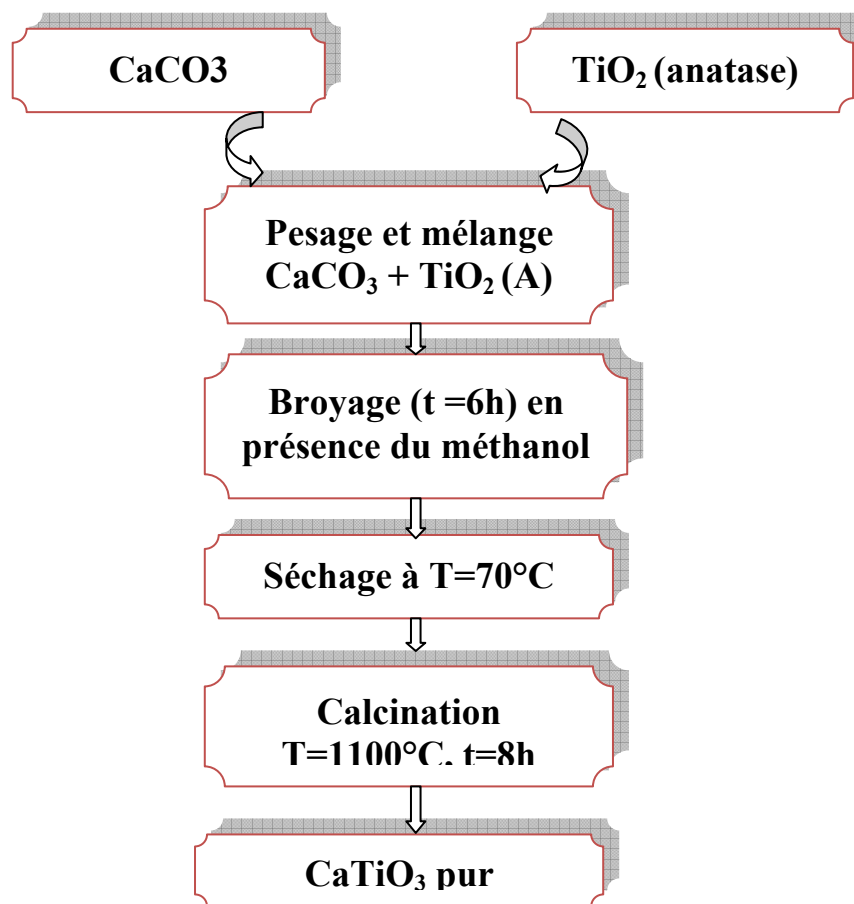 CaCO3
TiO₂ (anatase)
Pesage et mélange
CaCO₃ + TiO₂ (A)
Broyage (t =6h) en
présence du méthanol
Séchage à T=70°C
Calcination
T=1100°C, t=8h
CaTiO₃ pur